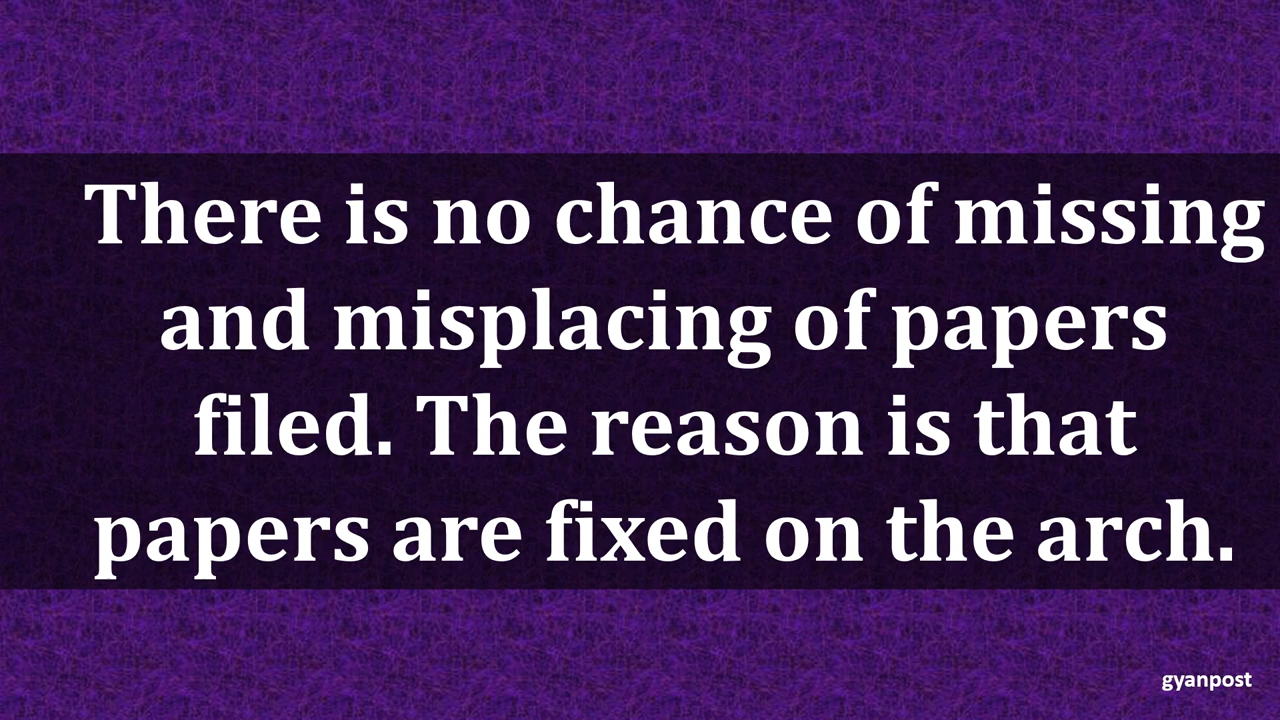 There is no chance of missing
and misplacing of papers
filed. The reason is that
papers are fixed on the arch.
gyanpost